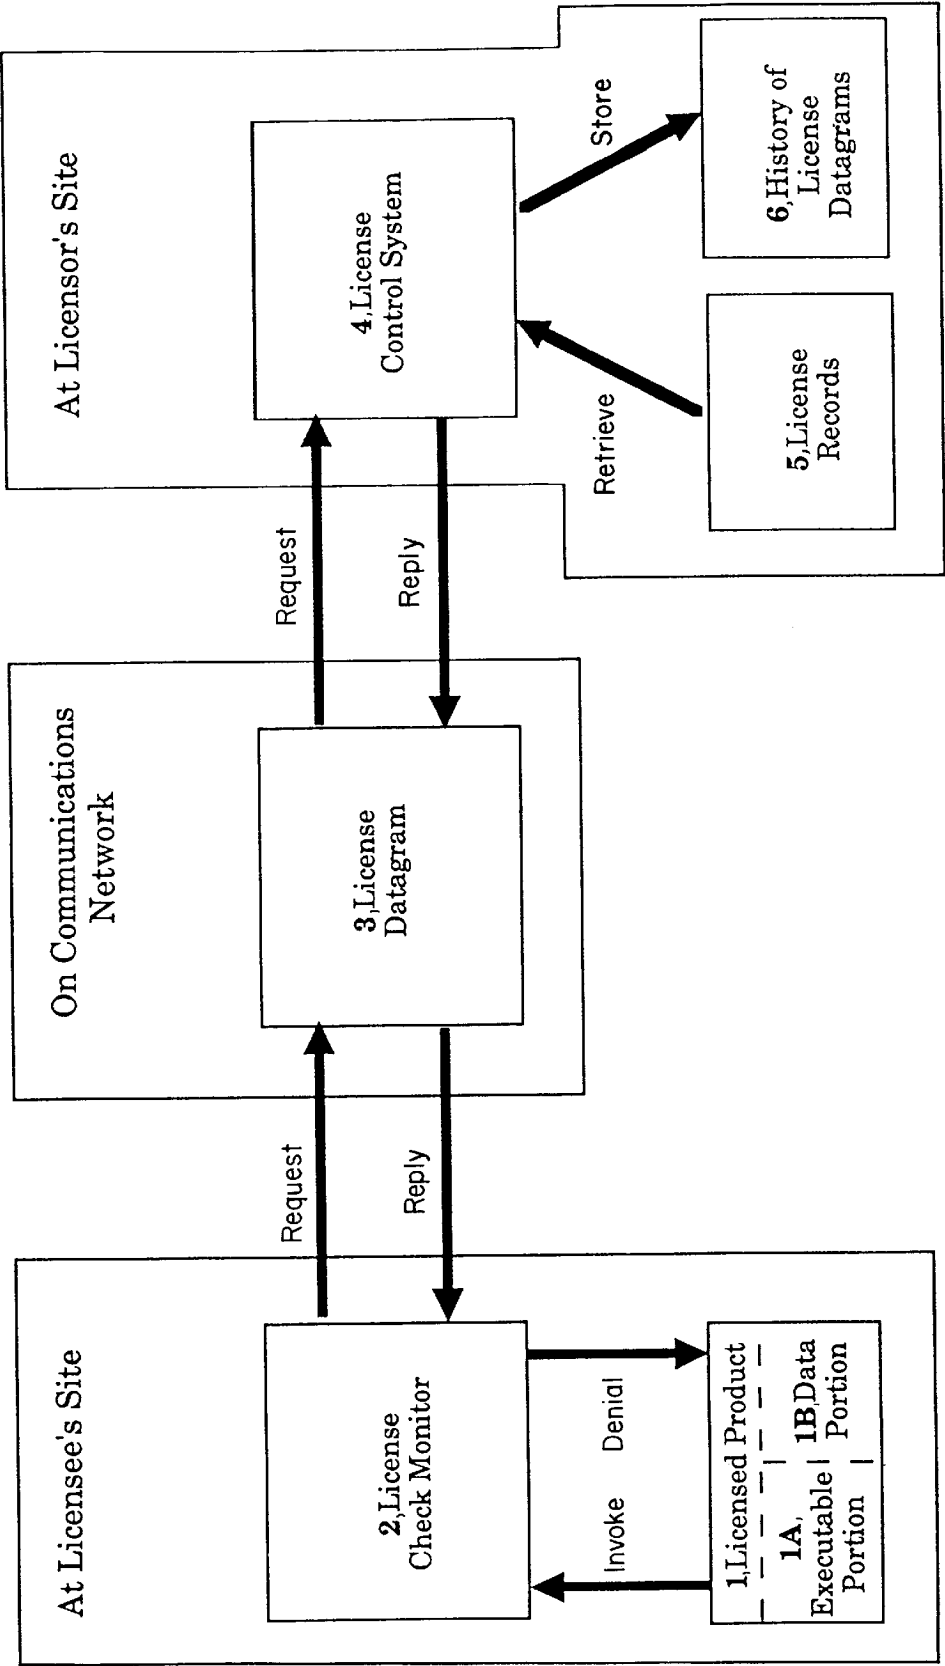 At Licensee's Site
2,License
Check Monitor
Invoke
Denial
1,Licensed Product
1A,
Executable
Portion
1B,Data
Portion
Request
Reply
On Communications
Network
3,License
Datagram
Request
Reply
At Licensor's Site
4,License
Control System
Retrieve
Store
5,License
Records
6,History of
License
Datagrams